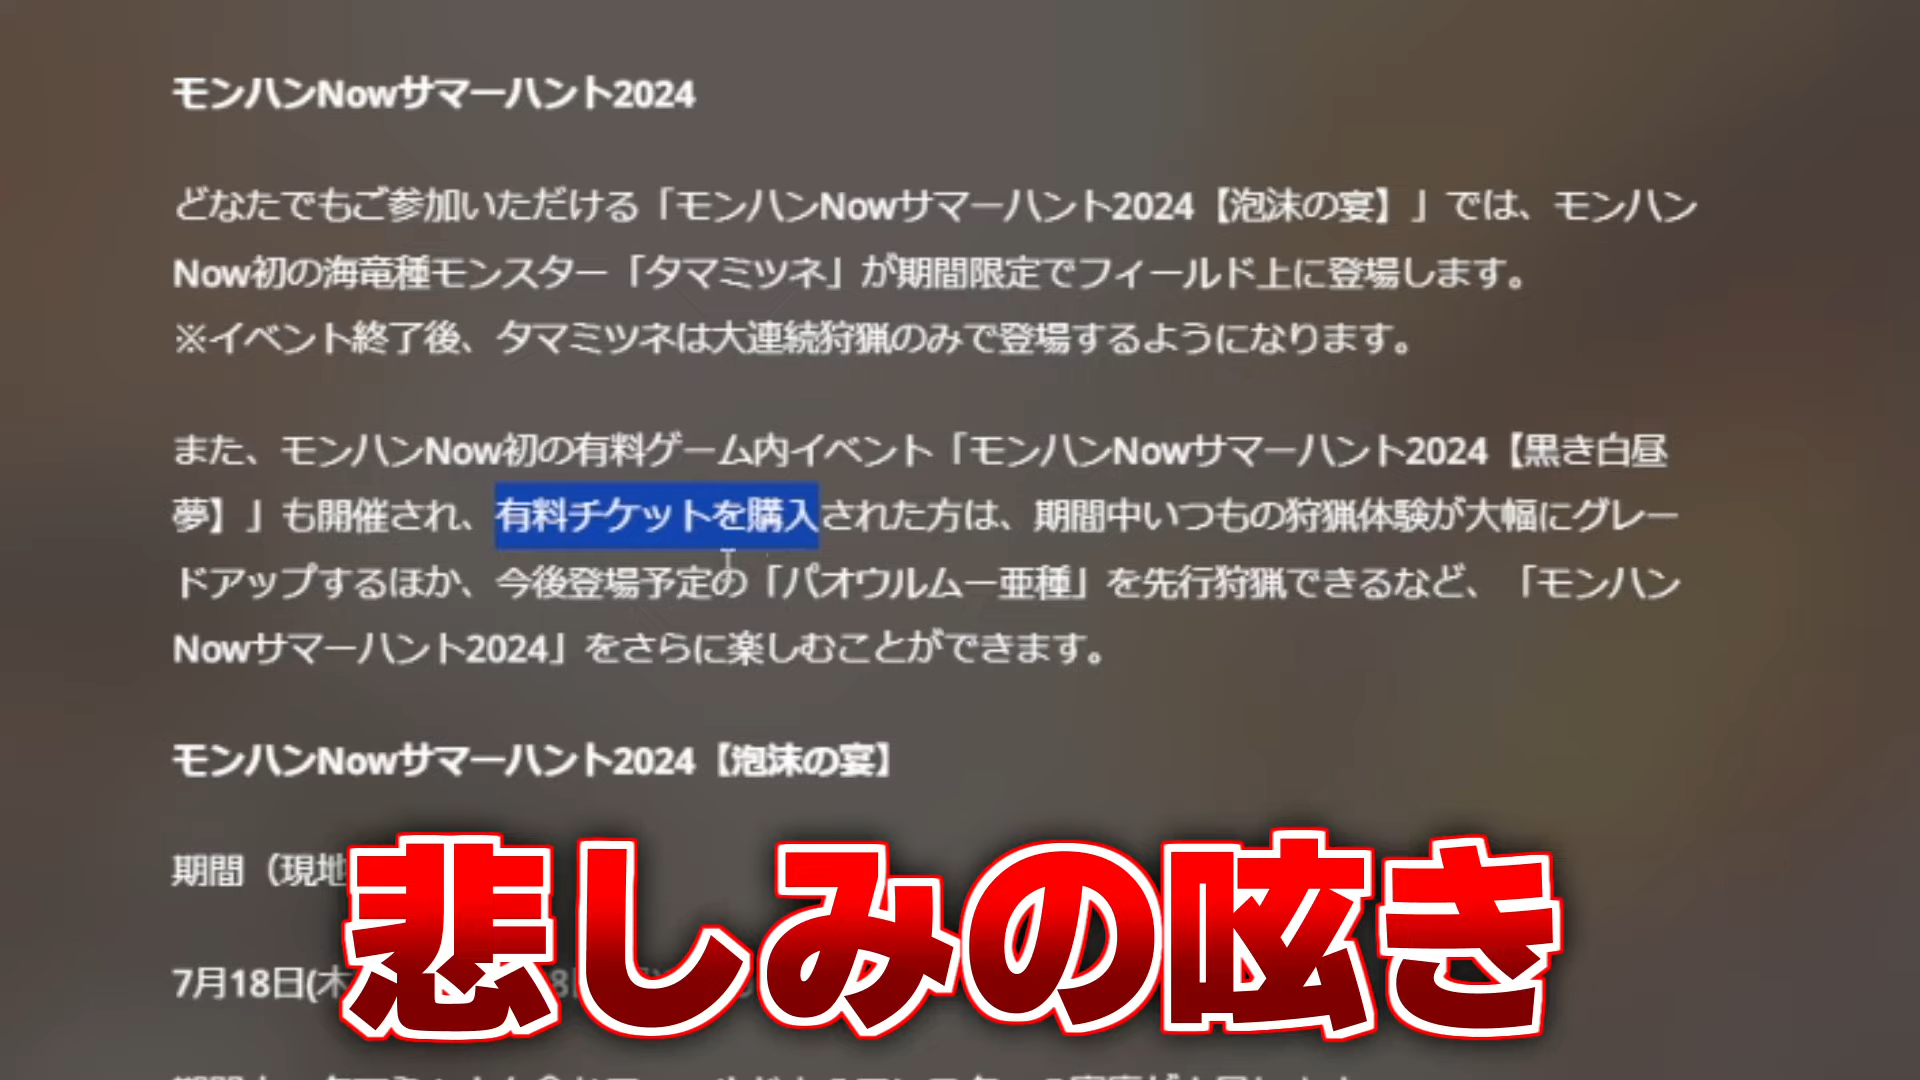 モンハンNowサマーハント2024
どなたでもご参加いただける「モンハンNowサマーハント2024【泡沫の宴】」では、モンハン
Now初の海竜種モンスター「タマミツネ」が期間限定でフィールド上に登場します。
※イベント終了後、タマミツネは大連続狩猟のみで登場するようになります。
また、モンハンNow初の有料ゲーム内イベント「モンハンNowサマーハント2024【黒き白昼
夢】」も開催され、有料チケットを購入された方は、期間中いつもの狩猟体験が大幅にグレー
ドアップするほか、今後登場予定の「パオウルムー亜種」を先行狩猟できるなど、「モンハン
Nowサマーハント2024」をさらに楽しむことができます。
モンハンNowサマーハント2024【泡沫の宴】
期間（現地
7月18日(木
悲しみの呟き